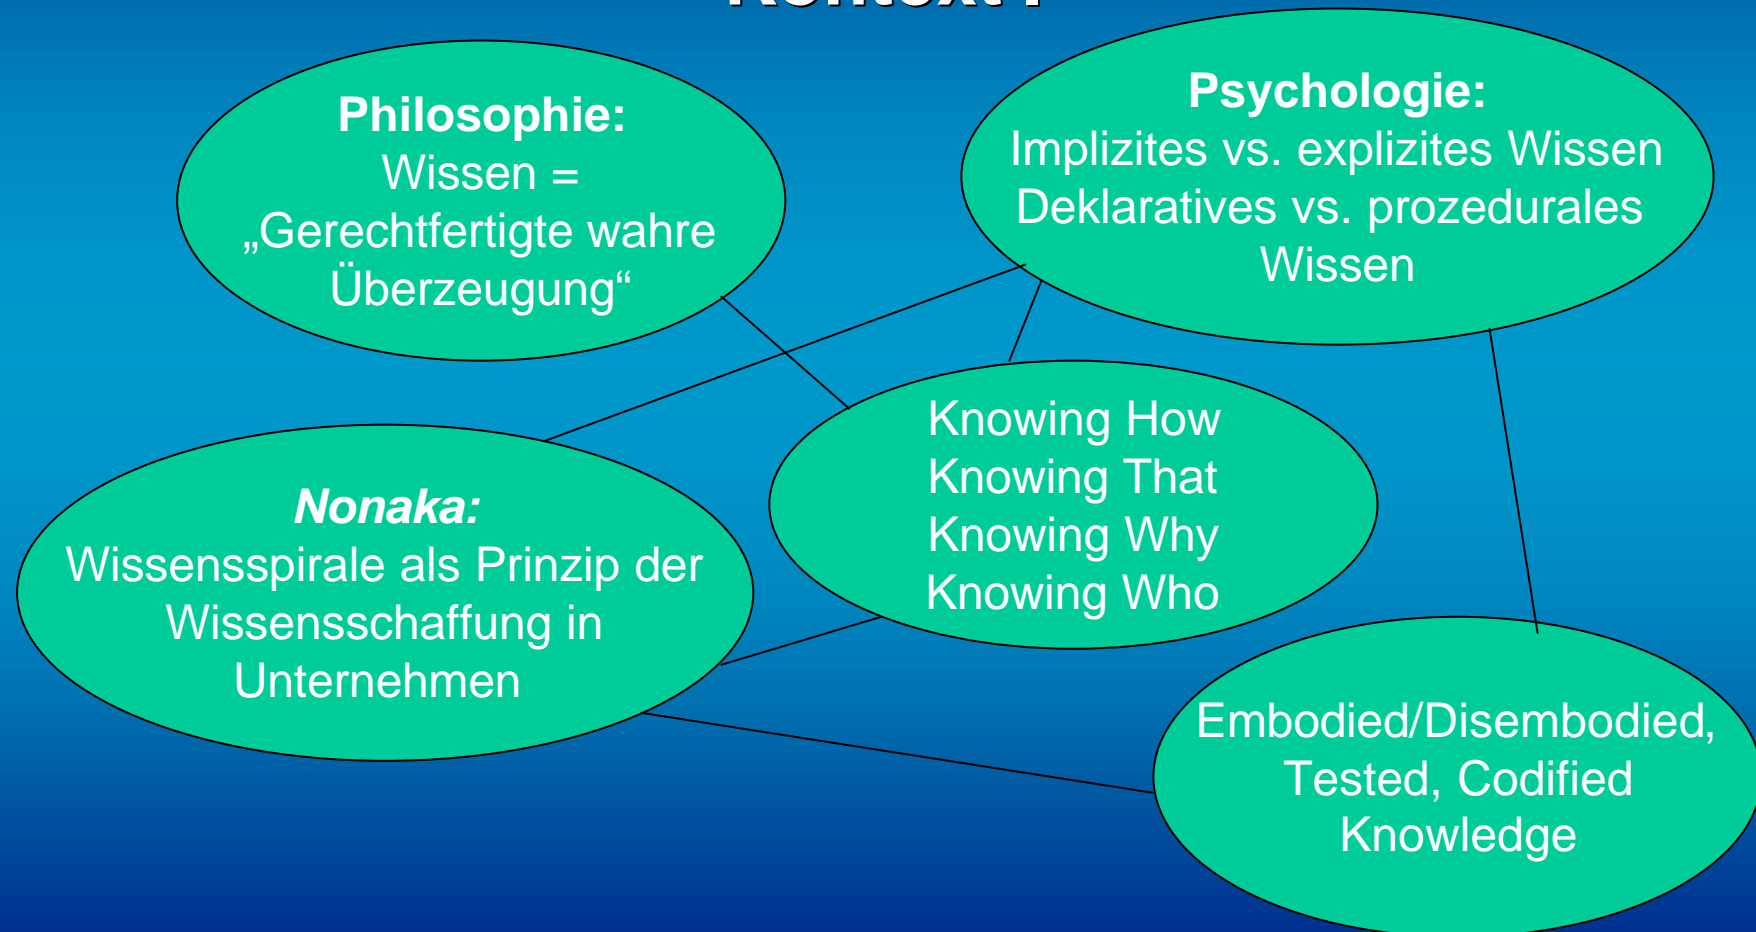 Philosophie:
Wissen =
„Gerechtfertigte wahre
Überzeugung“
Psychologie:
Implizites vs. explizites Wissen
Deklaratives vs. prozedurales
Wissen
Knowing How
Knowing That
Knowing Why
Knowing Who
Nonaka:
Wissensspirale als Prinzip der
Wissensschaffung in
Unternehmen
Embodied/Disembodied,
Tested, Codified
Knowledge